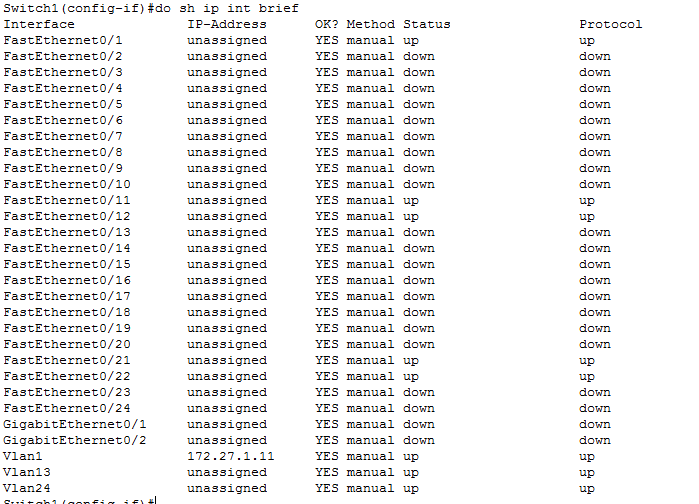 Switch1(config-if)#do sh ip int brief
Interface IP-Address OK? Method Status Protocol
FastEthernet0/1 unassigned YES manual up up
FastEthernet0/2 unassigned YES manual down down
FastEthernet0/3 unassigned YES manual down down
FastEthernet0/4 unassigned YES manual down down
FastEthernet0/5 unassigned YES manual down down
FastEthernet0/6 unassigned YES manual down down
FastEthernet0/7 unassigned YES manual down down
FastEthernet0/8 unassigned YES manual down down
FastEthernet0/9 unassigned YES manual down down
FastEthernet0/10 unassigned YES manual down down
FastEthernet0/11 unassigned YES manual up up
FastEthernet0/12 unassigned YES manual up up
FastEthernet0/13 unassigned YES manual down down
FastEthernet0/14 unassigned YES manual down down
FastEthernet0/15 unassigned YES manual down down
FastEthernet0/16 unassigned YES manual down down
FastEthernet0/17 unassigned YES manual down down
FastEthernet0/18 unassigned YES manual down down
FastEthernet0/19 unassigned YES manual down down
FastEthernet0/20 unassigned YES manual down down
FastEthernet0/21 unassigned YES manual up up
FastEthernet0/22 unassigned YES manual up up
FastEthernet0/23 unassigned YES manual down down
FastEthernet0/24 unassigned YES manual down down
GigabitEthernet0/1 unassigned YES manual down down
GigabitEthernet0/2 unassigned YES manual down down
Vlan1 172.27.1.11 YES manual up up
Vlan13 unassigned YES manual up up
Vlan24 unassigned YES manual up up
Switch1(config-if)#